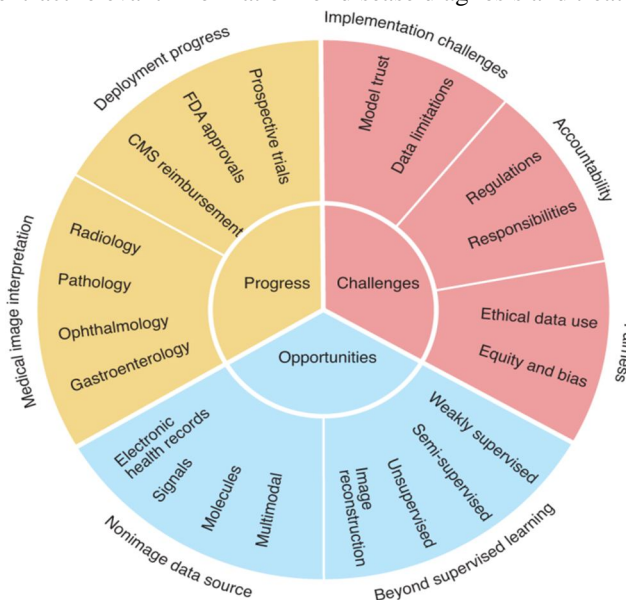 Implementation challenges
Deployment progress
Prospective trials
FDA approvals
CMS reimbursement
Model trust
Data limitations
Accountability
Regulations
Responsibilities
Medical image interpretation
Radiology
Pathology
Ophthalmology
Gastroenterology
Progress
Challenges
Opportunities
Ethical data use
Equity and bias
Electronic
health records
Signals
Molecules
Multimodal
Nonimage data source
Weakly supervised
Semi-supervised
Unsupervised
Image
reconstruction
Beyond supervised learning